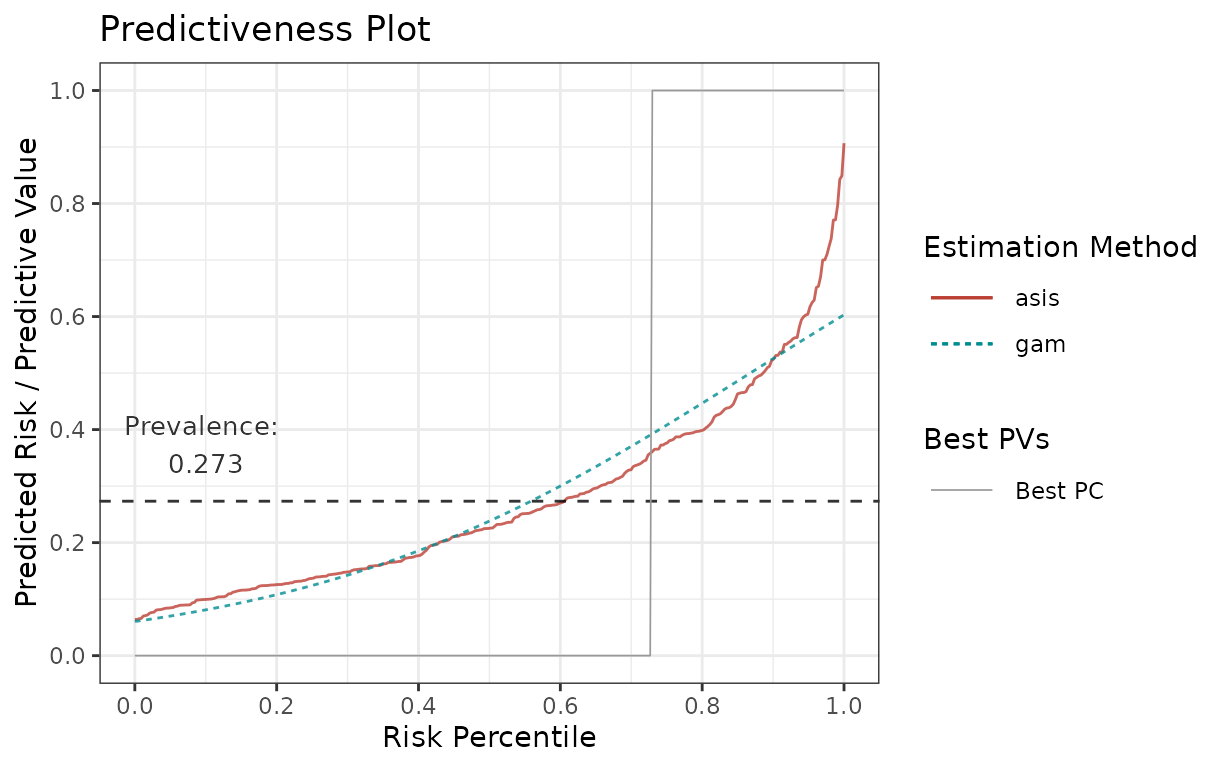 Predictiveness Plot
Predicted Risk / Predictive Value
1.0
0.8
0.6
0.4
0.2
0.0
Prevalence:
0.273
0.0 0.2 0.4 0.6 0.8 1.0
Risk Percentile
Estimation Method
asis
gam
Best PVs
Best PC